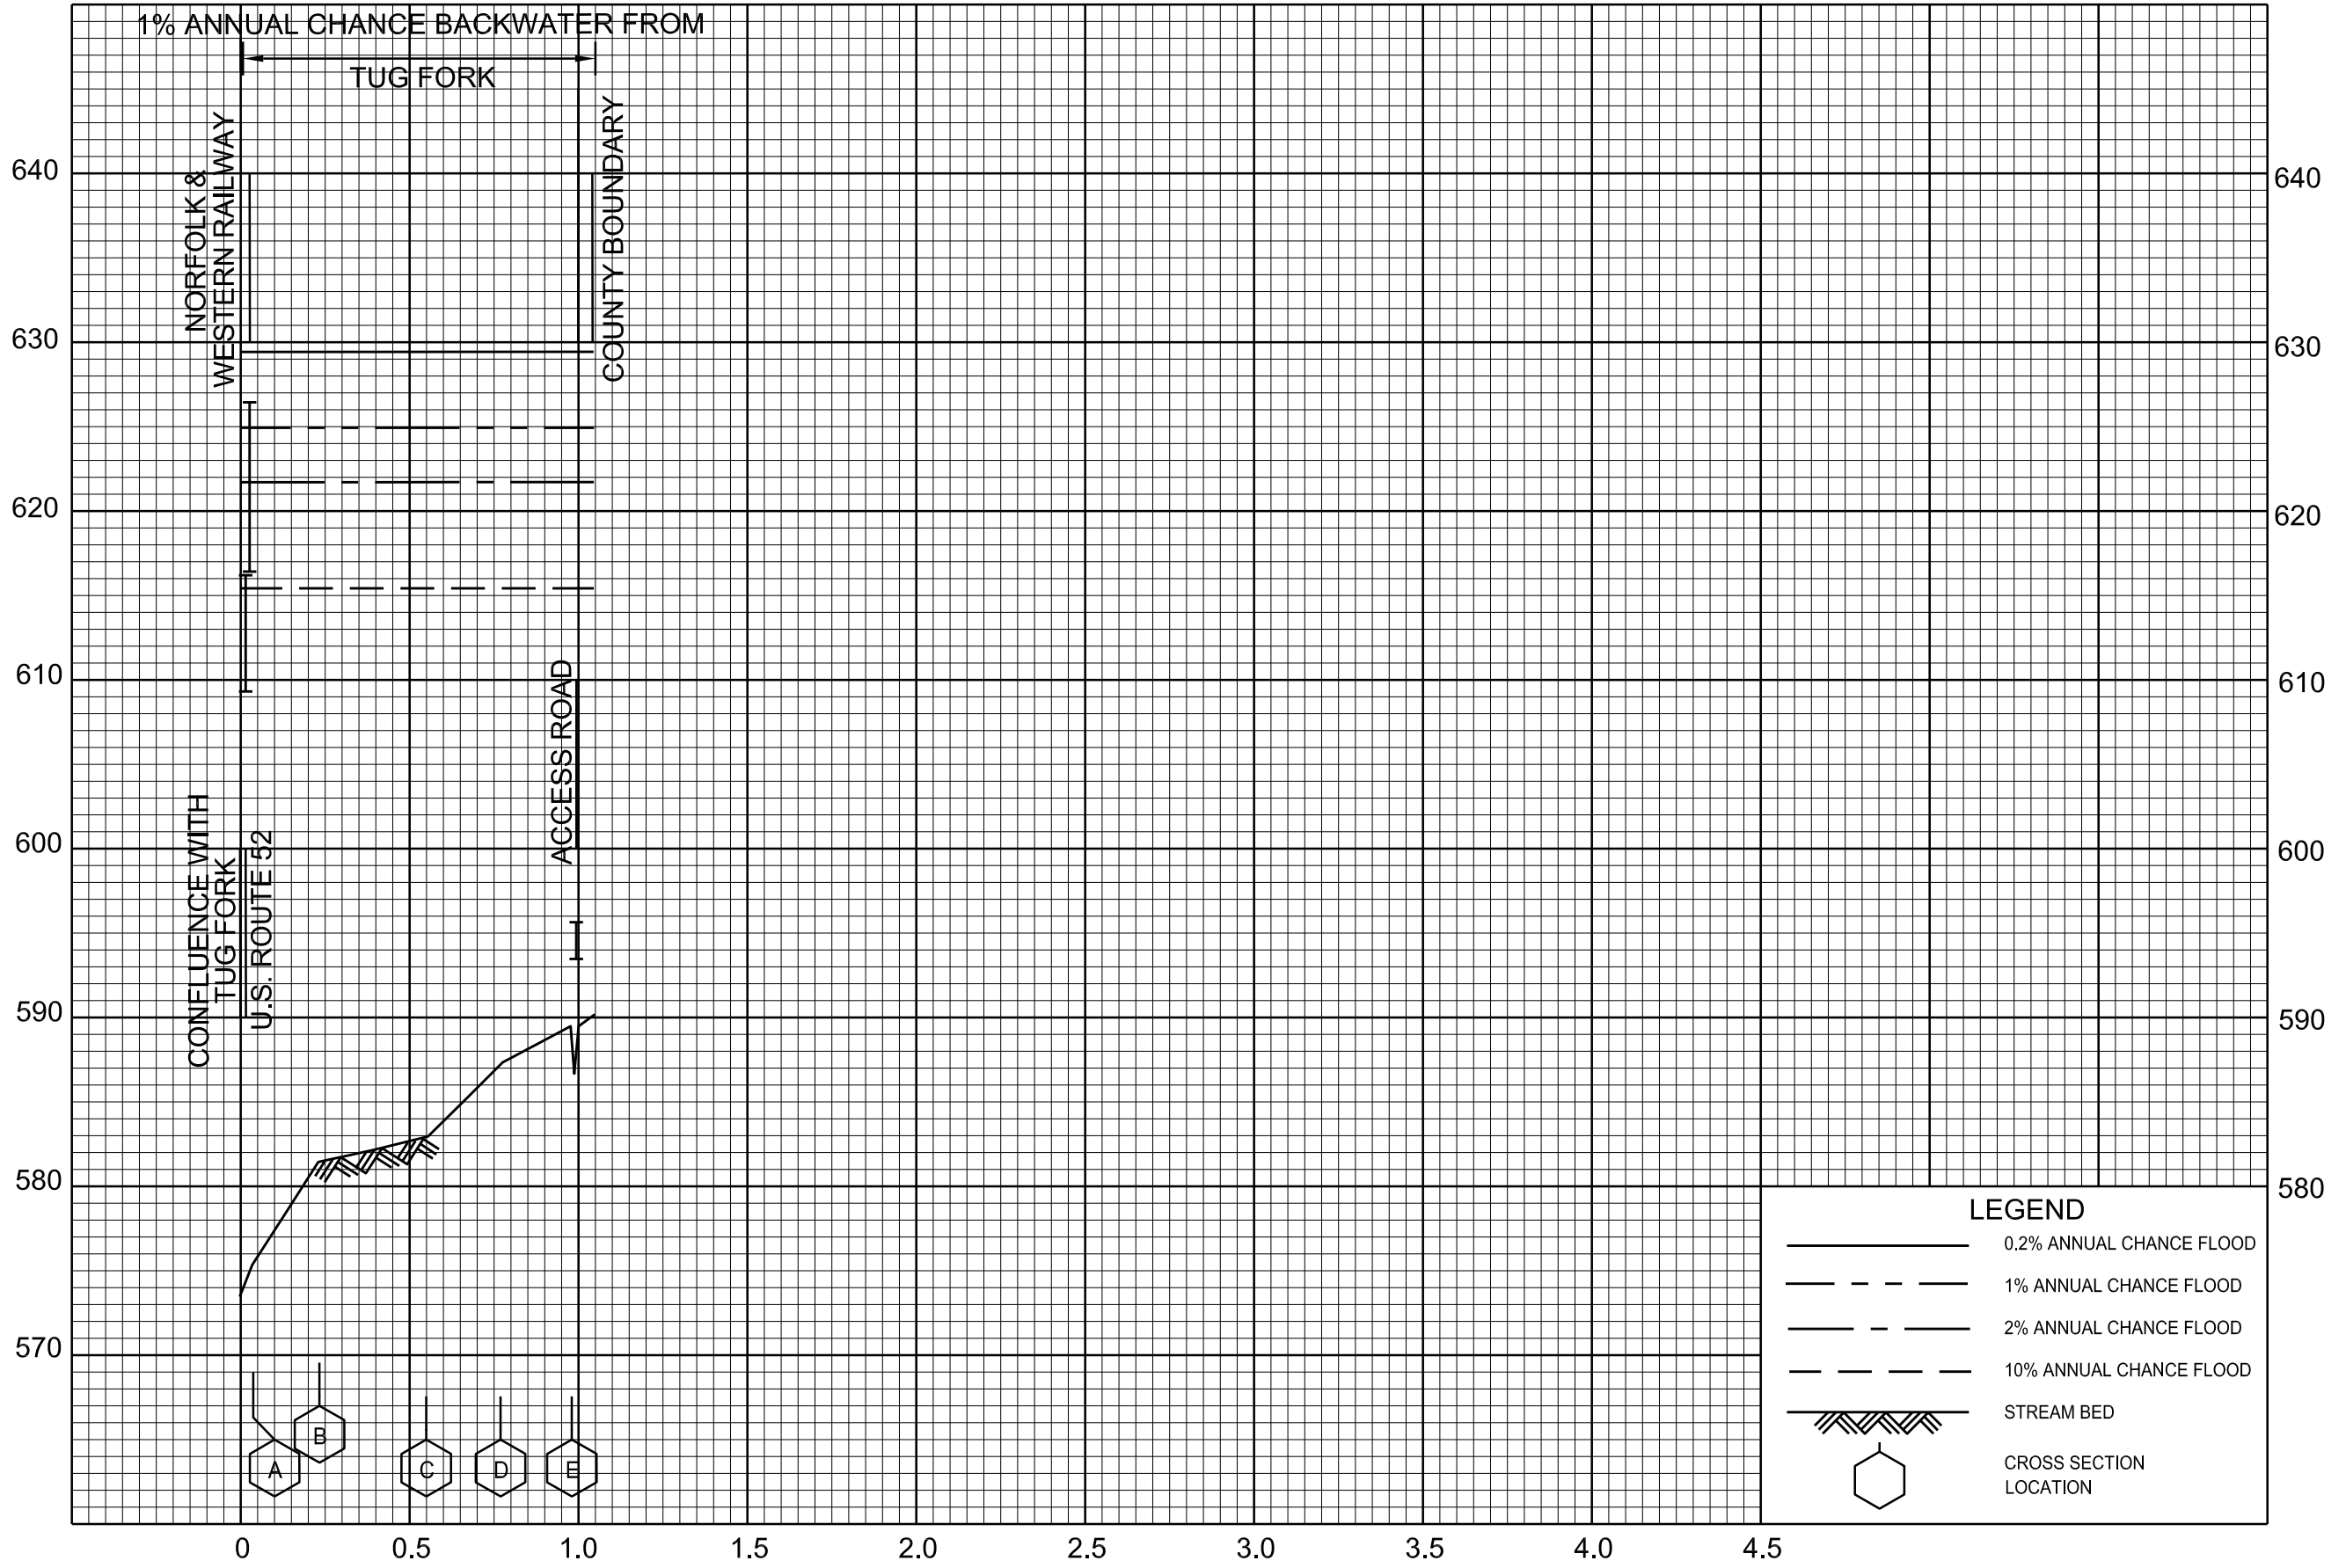 1% ANNUAL CHANCE BACKWATER FROM
TUG FORK
NORFOLK &
WESTERN RAILWAY
COUNTY BOUNDARY
ACCESS ROAD
CONFLUENCE WITH
TUG FORK
U.S. ROUTE 52
640
630
620
610
600
590
580
570
640
630
620
610
600
590
580
A
B
C
D
E
LEGEND
0.2% ANNUAL CHANCE FLOOD
1% ANNUAL CHANCE FLOOD
2% ANNUAL CHANCE FLOOD
10% ANNUAL CHANCE FLOOD
STREAM BED
CROSS SECTION
LOCATION
0 0.5 1.0 1.5 2.0 2.5 3.0 3.5 4.0 4.5